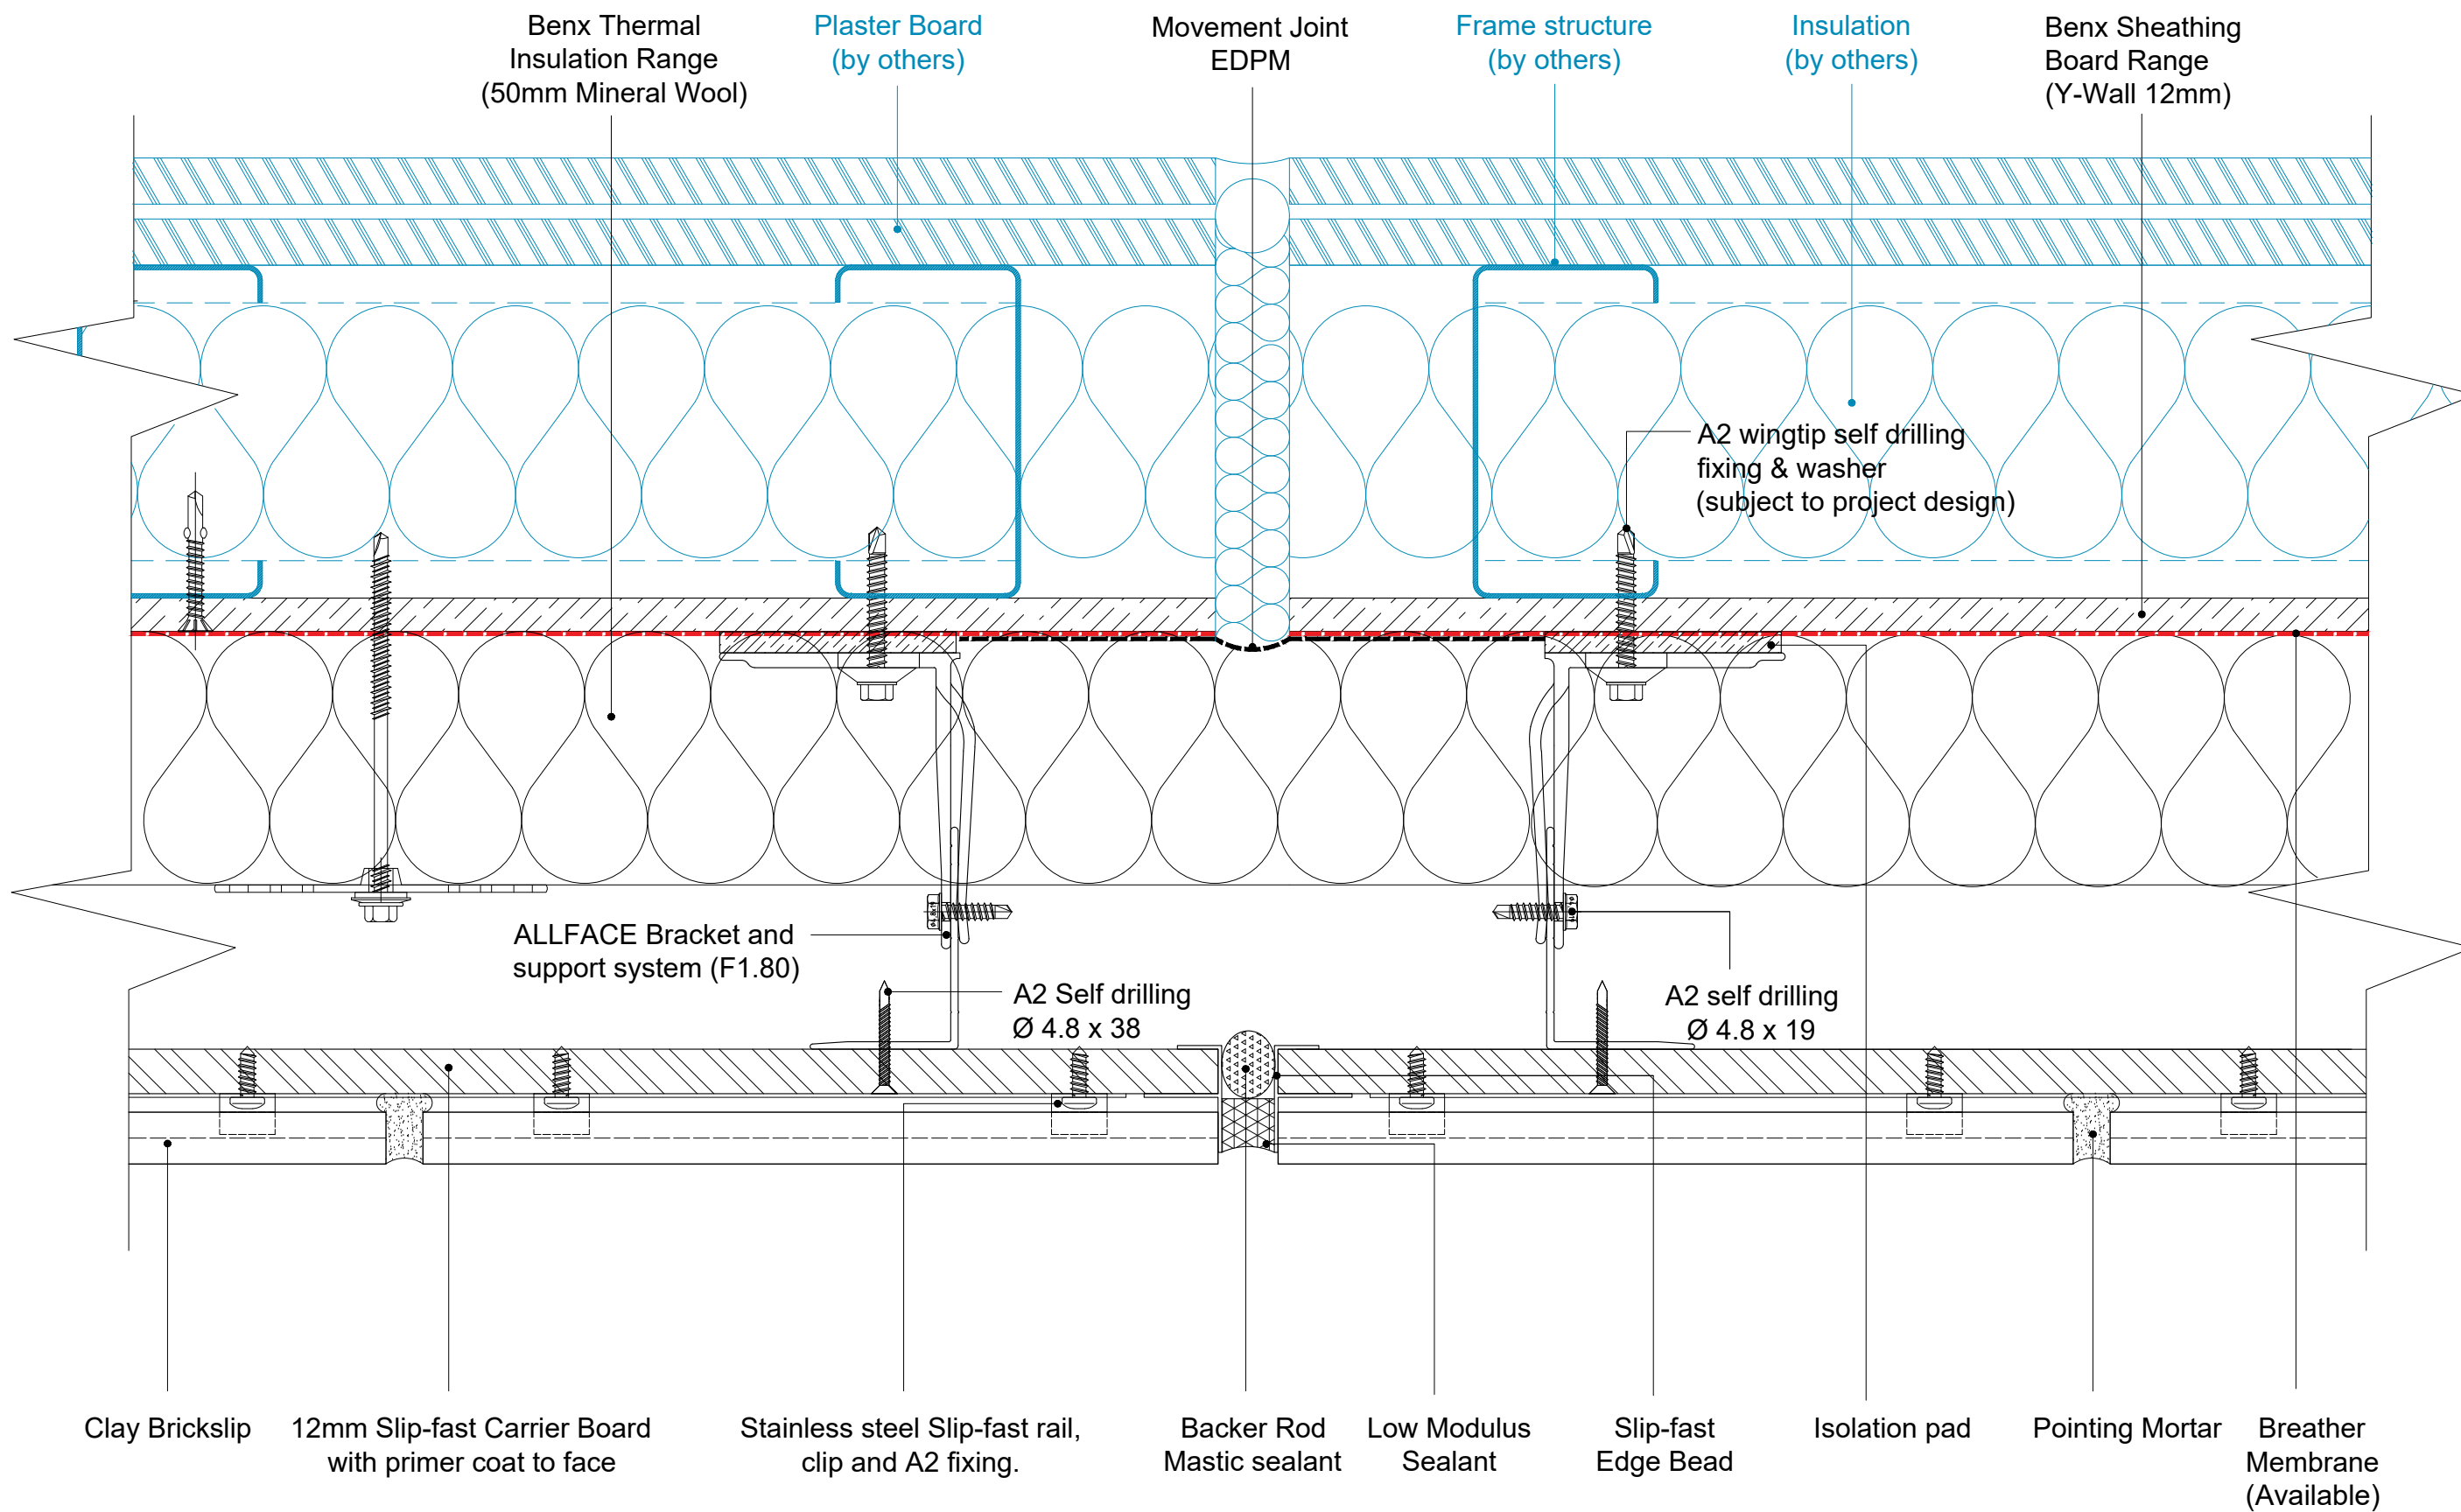 Benx Thermal
Insulation Range
(50mm Mineral Wool)
Plaster Board
(by others)
Movement Joint
EDPM
Frame structure
(by others)
Insulation
(by others)
Benx Sheathing
Board Range
(Y-Wall 12mm)
A2 wingtip self drilling
fixing & washer
(subject to project design)
ALLFACE Bracket and
support system (F1.80)
A2 Self drilling
Ø 4.8 x 38
A2 self drilling
Ø 4.8 x 19
Clay Brickslip
12mm Slip-fast Carrier Board
with primer coat to face
Stainless steel Slip-fast rail,
clip and A2 fixing.
Backer Rod
Mastic sealant
Low Modulus
Sealant
Slip-fast
Edge Bead
Isolation pad
Pointing Mortar
Breather
Membrane
(Available)